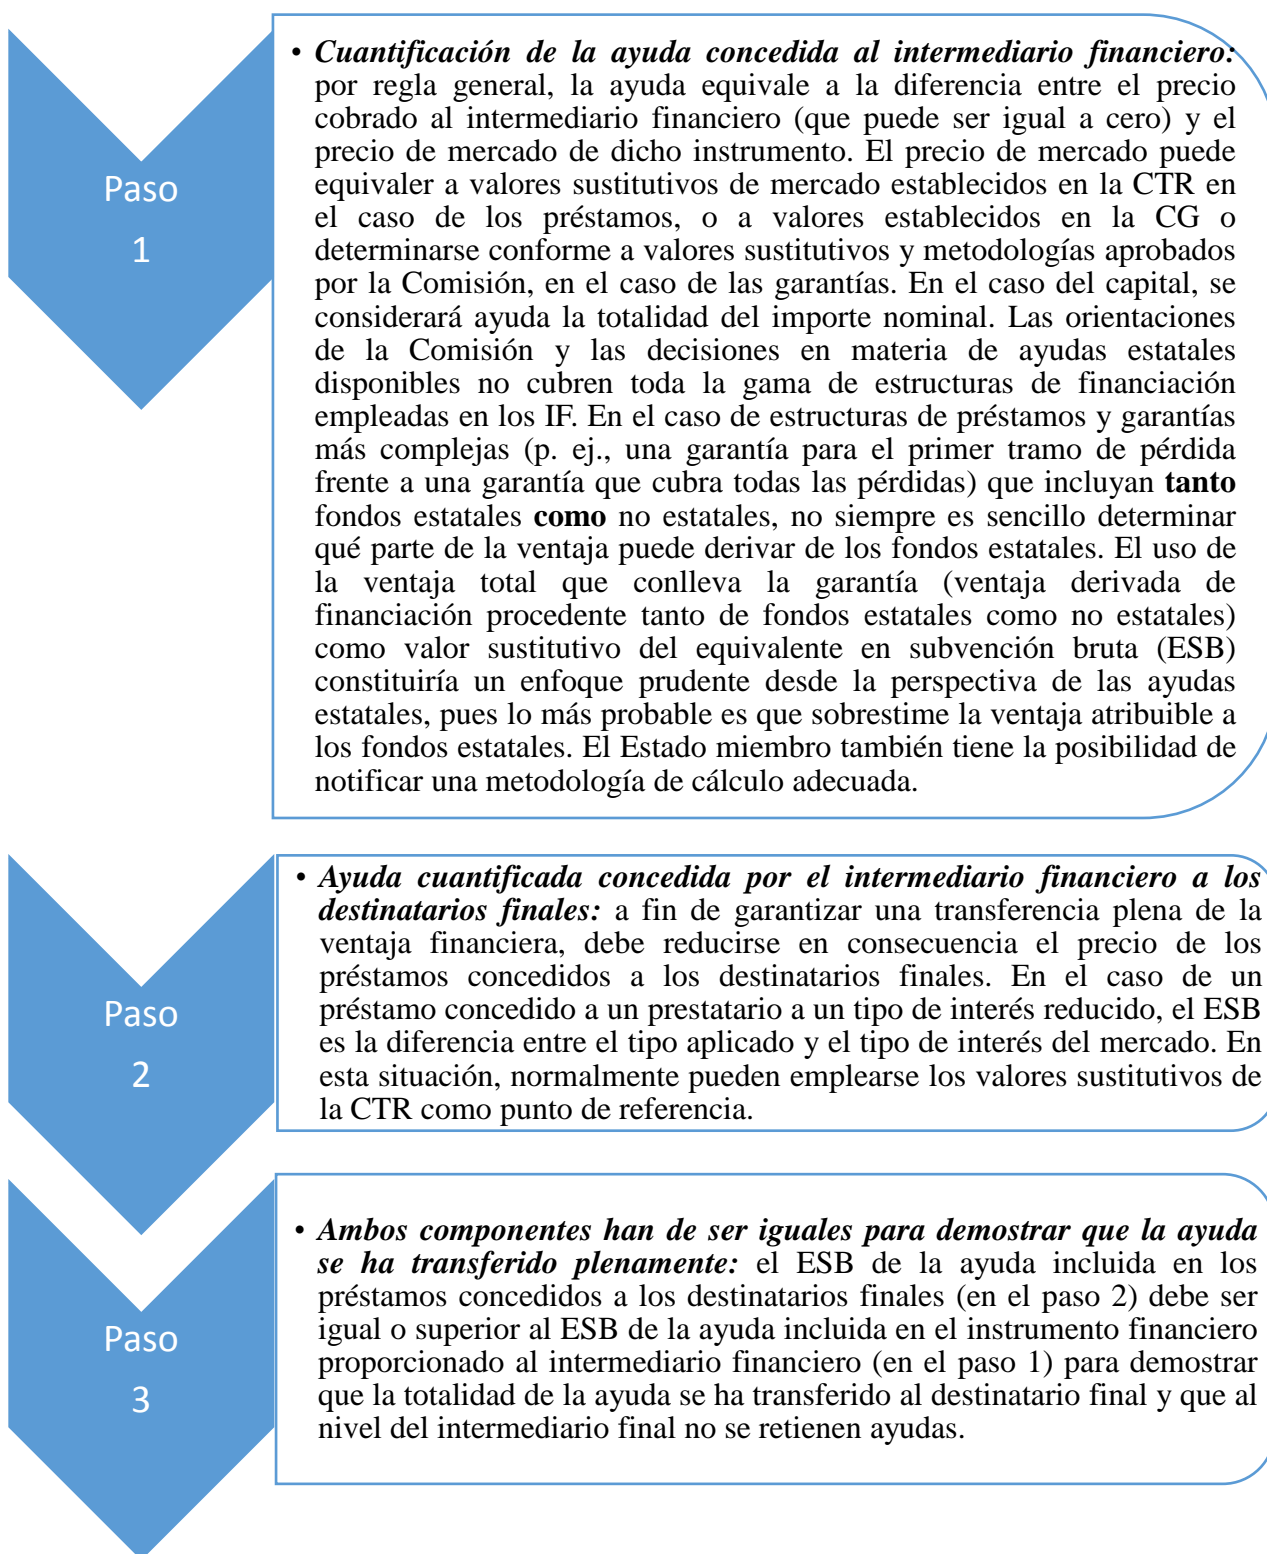 Paso
1
• Cuantificación de la ayuda concedida al intermediario financiero:
por regla general, la ayuda equivale a la diferencia entre el precio
cobrado al intermediario financiero (que puede ser igual a cero) y el
precio de mercado de dicho instrumento. El precio de mercado puede
equivaler a valores sustitutivos de mercado establecidos en la CTR en
el caso de los préstamos, o a valores establecidos en la CG o
determinarse conforme a valores sustitutivos y metodologías aprobados
por la Comisión, en el caso de las garantías. En el caso del capital, se
considerará ayuda la totalidad del importe nominal. Las orientaciones
de la Comisión y las decisiones en materia de ayudas estatales
disponibles no cubren toda la gama de estructuras de financiación
empleadas en los IF. En el caso de estructuras de préstamos y garantías
más complejas (p. ej., una garantía para el primer tramo de pérdida
frente a una garantía que cubra todas las pérdidas) que incluyan tanto
fondos estatales como no estatales, no siempre es sencillo determinar
qué parte de la ventaja puede derivar de los fondos estatales. El uso de
la ventaja total que conlleva la garantía (ventaja derivada de
financiación procedente tanto de fondos estatales como no estatales)
como valor sustitutivo del equivalente en subvención bruta (ESB)
constituiría un enfoque prudente desde la perspectiva de las ayudas
estatales, pues lo más probable es que sobrestime la ventaja atribuible a
los fondos estatales. El Estado miembro también tiene la posibilidad de
notificar una metodología de cálculo adecuada.
Paso
2
• Ayuda cuantificada concedida por el intermediario financiero a los
destinatarios finales: a fin de garantizar una transferencia plena de la
ventaja financiera, debe reducirse en consecuencia el precio de los
préstamos concedidos a los destinatarios finales. En el caso de un
préstamo concedido a un prestatario a un tipo de interés reducido, el ESB
es la diferencia entre el tipo aplicado y el tipo de interés del mercado. En
esta situación, normalmente pueden emplearse los valores sustitutivos de
la CTR como punto de referencia.
Paso
3
• Ambos componentes han de ser iguales para demostrar que la ayuda
se ha transferido plenamente: el ESB de la ayuda incluida en los
préstamos concedidos a los destinatarios finales (en el paso 2) debe ser
igual o superior al ESB de la ayuda incluida en el instrumento financiero
proporcionado al intermediario financiero (en el paso 1) para demostrar
que la totalidad de la ayuda se ha transferido al destinatario final y que al
nivel del intermediario final no se retienen ayudas.